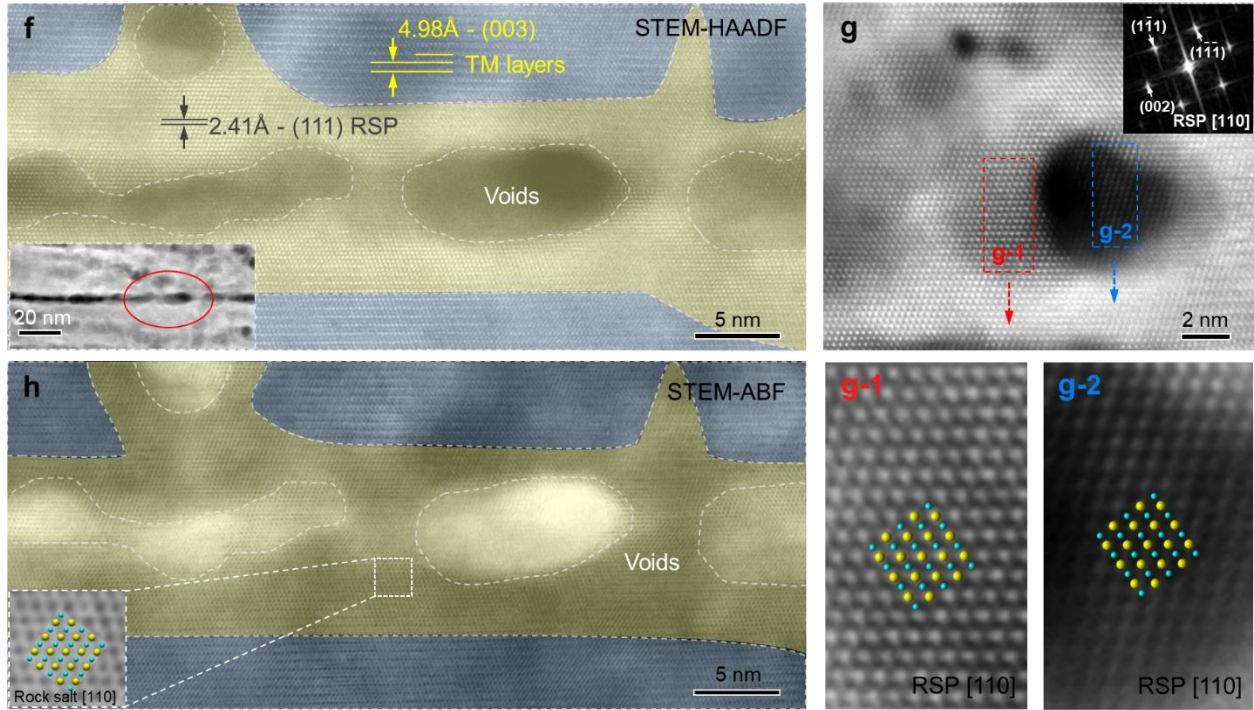 f
4.98Å - (003)
TM layers
STEM-HAADF
2.41Å - (111) RSP
Voids
20 nm
5 nm
g
(11̅1)
(1̅1̅1̅)
(002)
RSP [110]
g-1
g-2
2 nm
h
STEM-ABF
Voids
Rock salt [110]
5 nm
g-1
RSP [110]
g-2
RSP [110]